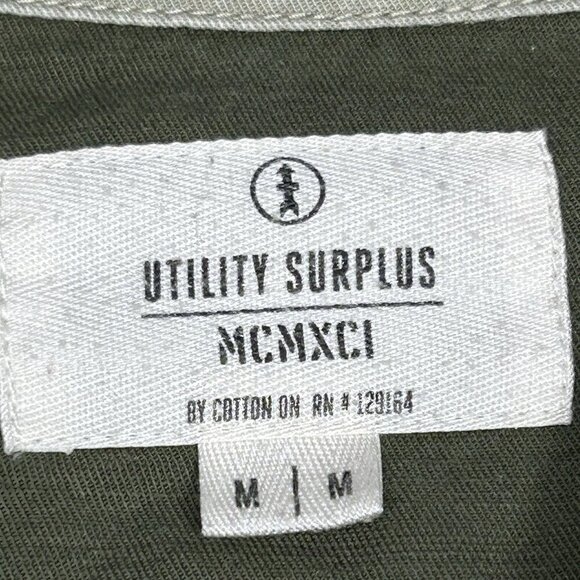 UTILITY SURPLUS
MCMXCI
BY COTTON ON RN # 129164
M | M